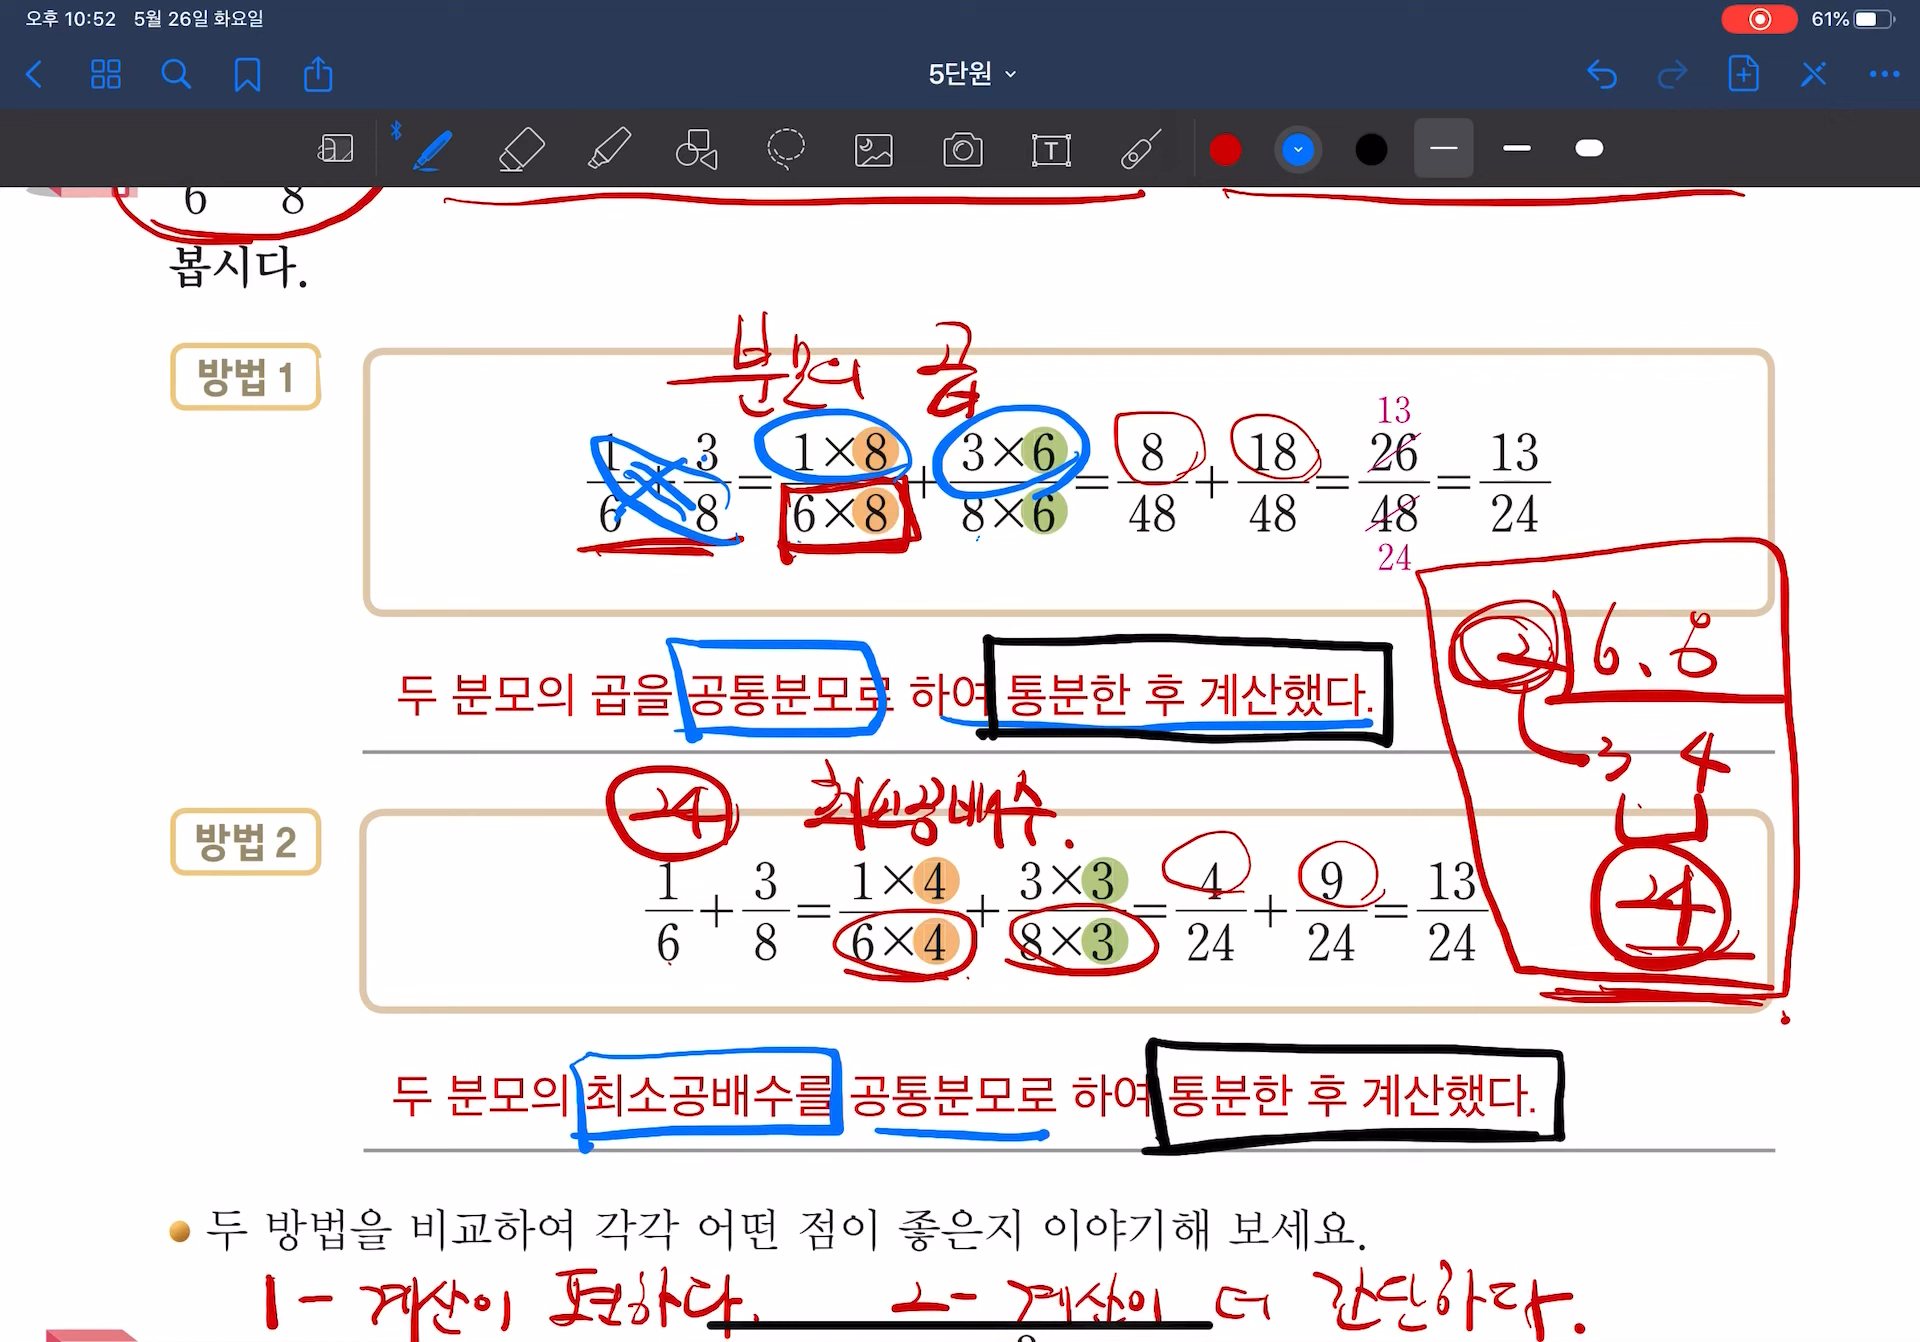 오후 10:52 5월 26일 화요일 61%
5단원
6 8
봅시다.
방법 1
분모의 곱
1/6 + 3/8 = 1×8/6×8 + 3×6/8×6 = 8/48 + 18/48 = 26/48 = 13/24
13
24
2 6. 8
3 4
24
두 분모의 곱을 공통분모로 하여 통분한 후 계산했다.
방법 2
24 최소공배수.
1/6 + 3/8 = 1×4/6×4 + 3×3/8×3 = 4/24 + 9/24 = 13/24
두 분모의 최소공배수를 공통분모로 하여 통분한 후 계산했다.
두 방법을 비교하여 각각 어떤 점이 좋은지 이야기해 보세요.
1- 계산이 편하다. 2- 계산이 더 간단하다.